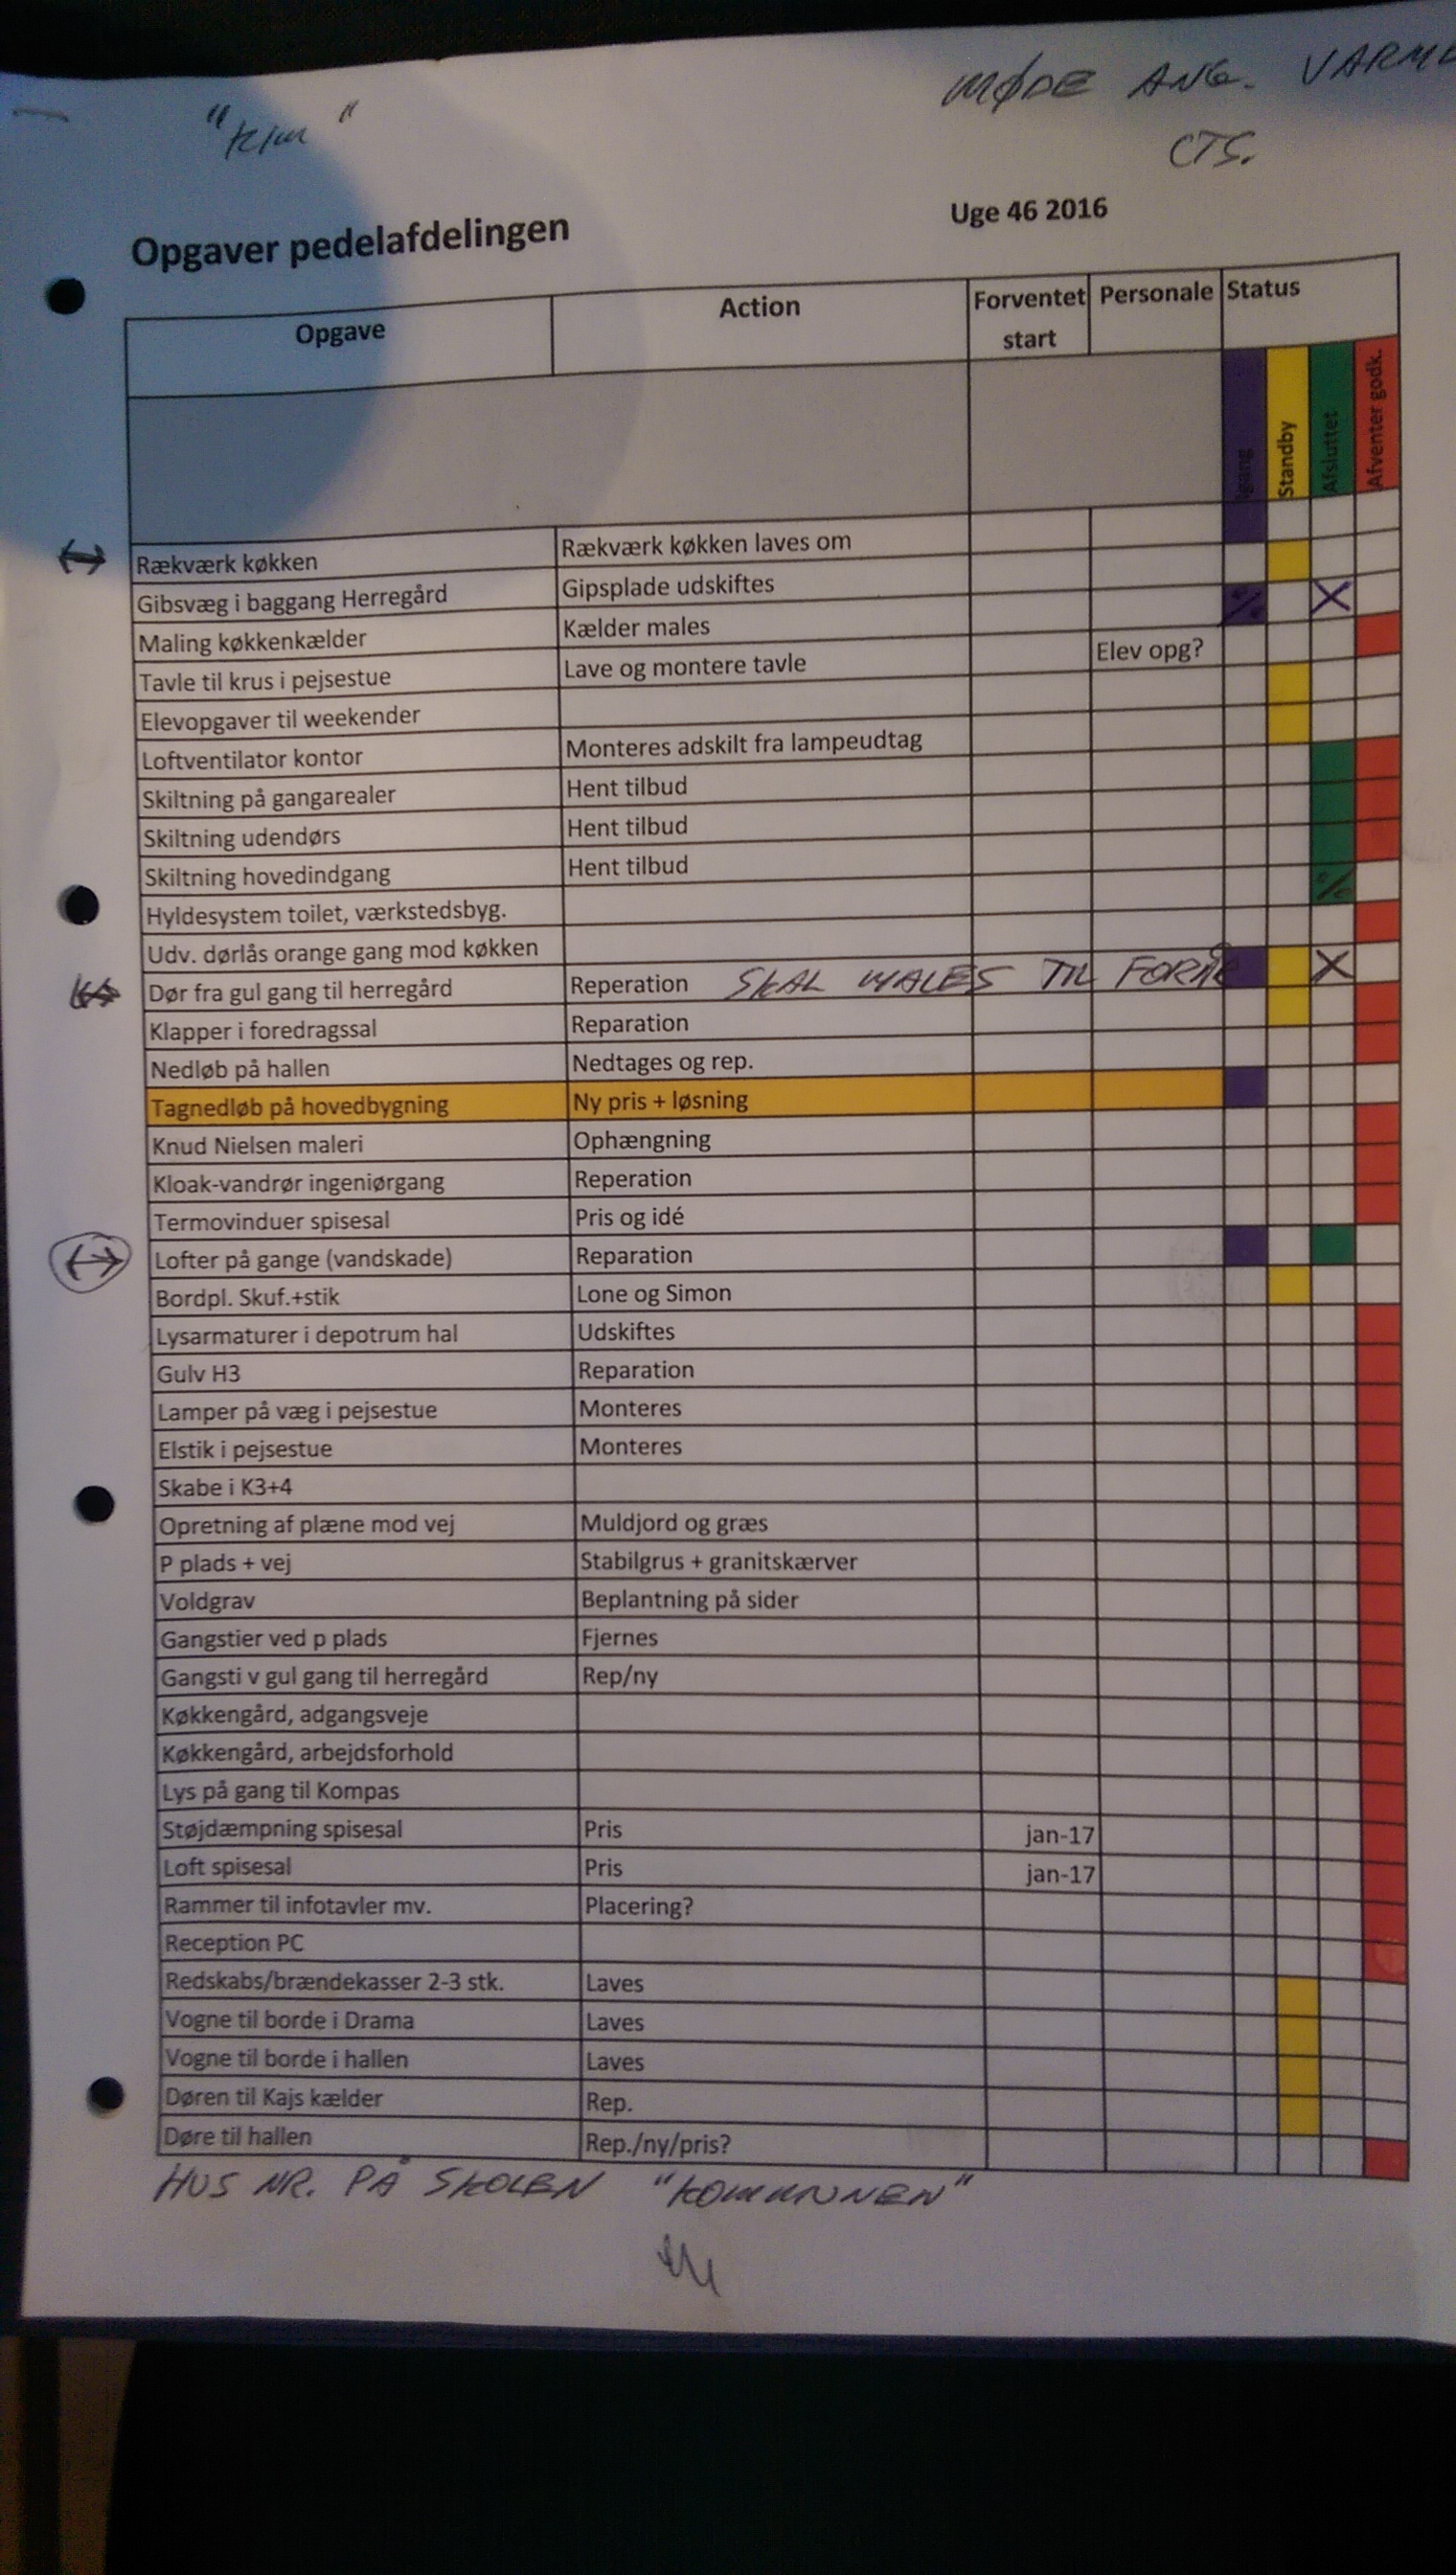 "Kim"
MØDE ANG. VARME
CTS.
Opgaver pedelafdelingen
Uge 46 2016
Opgave Action Forventet start Personale Status
Igang Standby Afsluttet Afventer godk.
Rækværk køkken Rækværk køkken laves om
Gibsvæg i baggang Herregård Gipsplade udskiftes
Maling køkkenkælder Kælder males % X
Tavle til krus i pejsestue Lave og montere tavle Elev opg?
Elevopgaver til weekender
Loftventilator kontor Monteres adskilt fra lampeudtag
Skiltning på gangarealer Hent tilbud
Skiltning udendørs Hent tilbud
Skiltning hovedindgang Hent tilbud
Hyldesystem toilet, værkstedsbyg. %
Udv. dørlås orange gang mod køkken
Dør fra gul gang til herregård Reperation SKAL MALES TIL FORÅR X
Klapper i foredragssal Reparation
Nedløb på hallen Nedtages og rep.
Tagnedløb på hovedbygning Ny pris + løsning
Knud Nielsen maleri Ophængning
Kloak-vandrør ingeniørgang Reperation
Termovinduer spisesal Pris og idé
Lofter på gange (vandskade) Reparation
Bordpl. Skuf.+stik Lone og Simon
Lysarmaturer i depotrum hal Udskiftes
Gulv H3 Reparation
Lamper på væg i pejsestue Monteres
Elstik i pejsestue Monteres
Skabe i K3+4
Opretning af plæne mod vej Muldjord og græs
P plads + vej Stabilgrus + granitskærver
Voldgrav Beplantning på sider
Gangstier ved p plads Fjernes
Gangsti v gul gang til herregård Rep/ny
Køkkengård, adgangsveje
Køkkengård, arbejdsforhold
Lys på gang til Kompas
Støjdæmpning spisesal Pris jan-17
Loft spisesal Pris jan-17
Rammer til infotavler mv. Placering?
Reception PC
Redskabs/brændekasser 2-3 stk. Laves
Vogne til borde i Drama Laves
Vogne til borde i hallen Laves
Døren til Kajs kælder Rep.
Døre til hallen Rep./ny/pris?
HUS NR. PÅ SKOLEN "KOMMUNNEN"